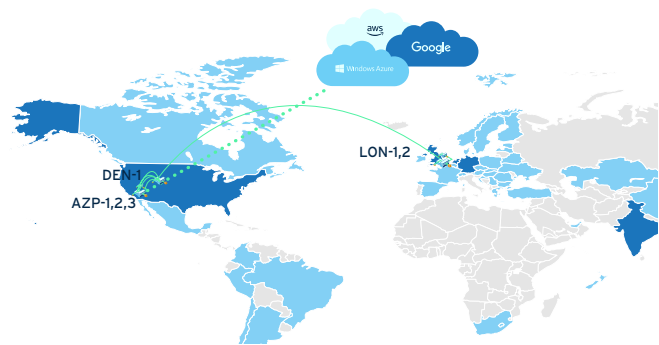 aws
Google
Windows Azure
LON-1,2
DEN-1
AZP-1,2,3